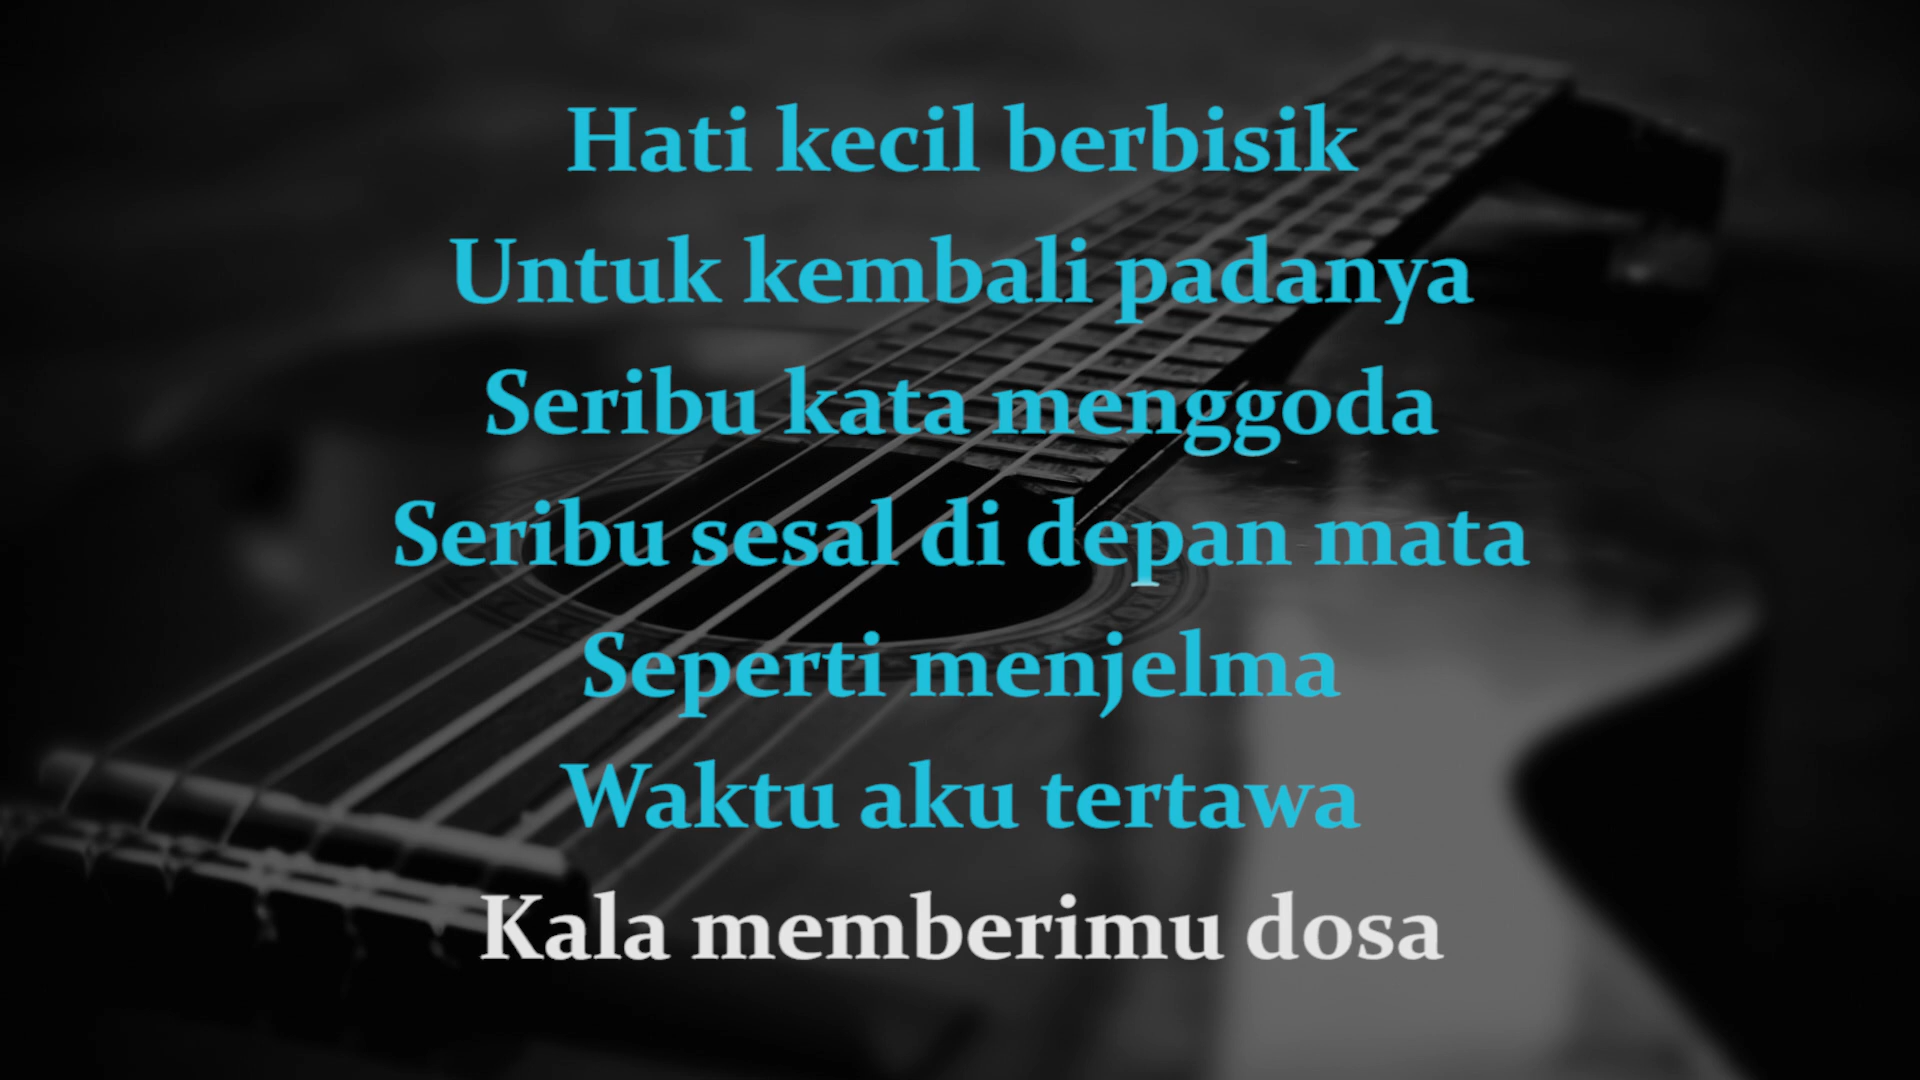 Hati kecil berbisik
Untuk kembali padanya
Seribu kata menggoda
Seribu sesal di depan mata
Seperti menjelma
Waktu aku tertawa
Kala memberimu dosa